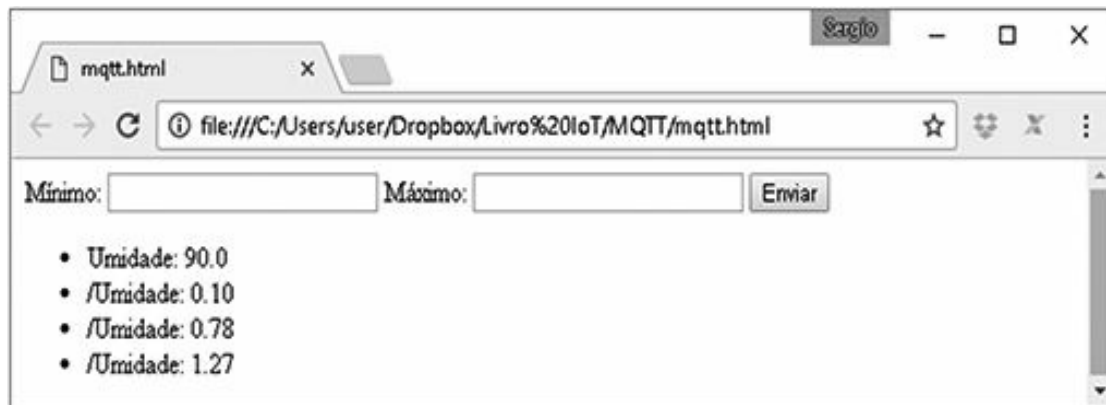 Sergio
mqtt.html
file:///C:/Users/user/Dropbox/Livro%20IoT/MQTT/mqtt.html
Mínimo: Máximo: Enviar
Umidade: 90.0
/Umidade: 0.10
/Umidade: 0.78
/Umidade: 1.27